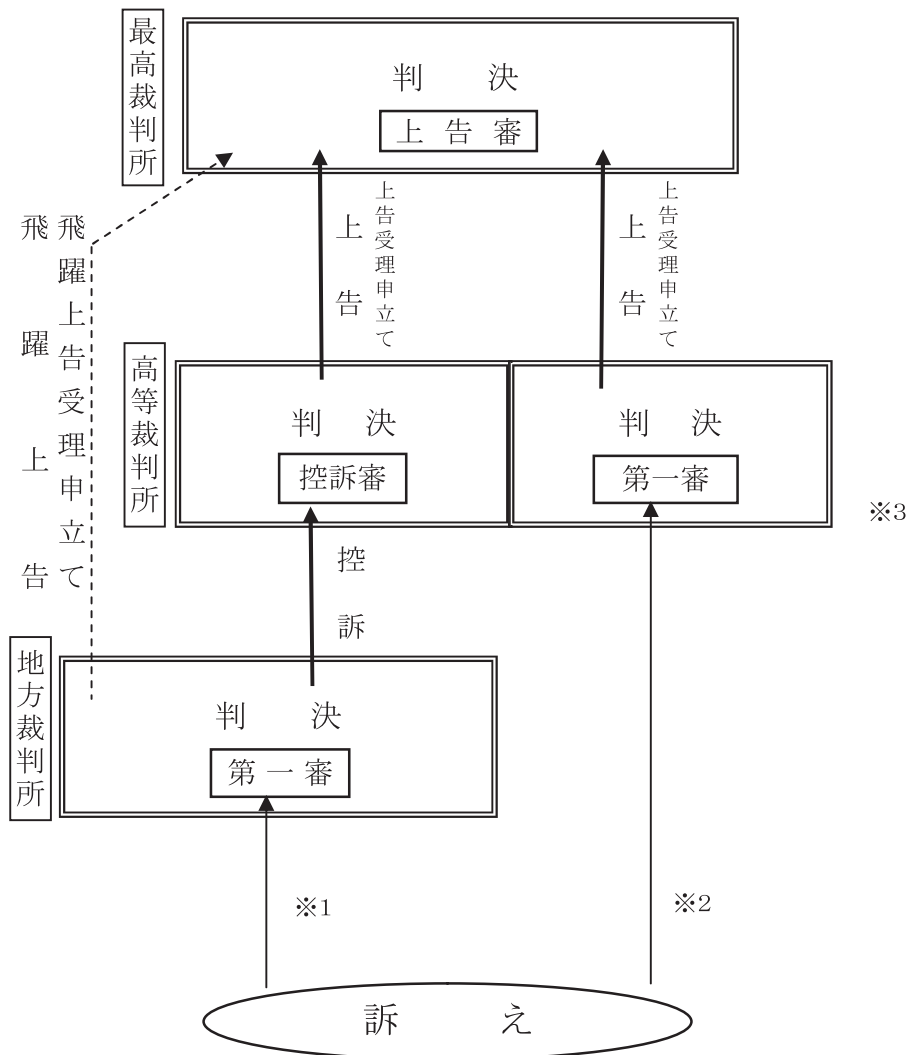 最高裁判所
判決
上告審
飛躍上告受理申立て
飛躍上告
上告受理申立て
上告
上告受理申立て
上告
高等裁判所
判決
控訴審
判決
第一審
※3
控訴
地方裁判所
判決
第一審
※1
※2
訴え